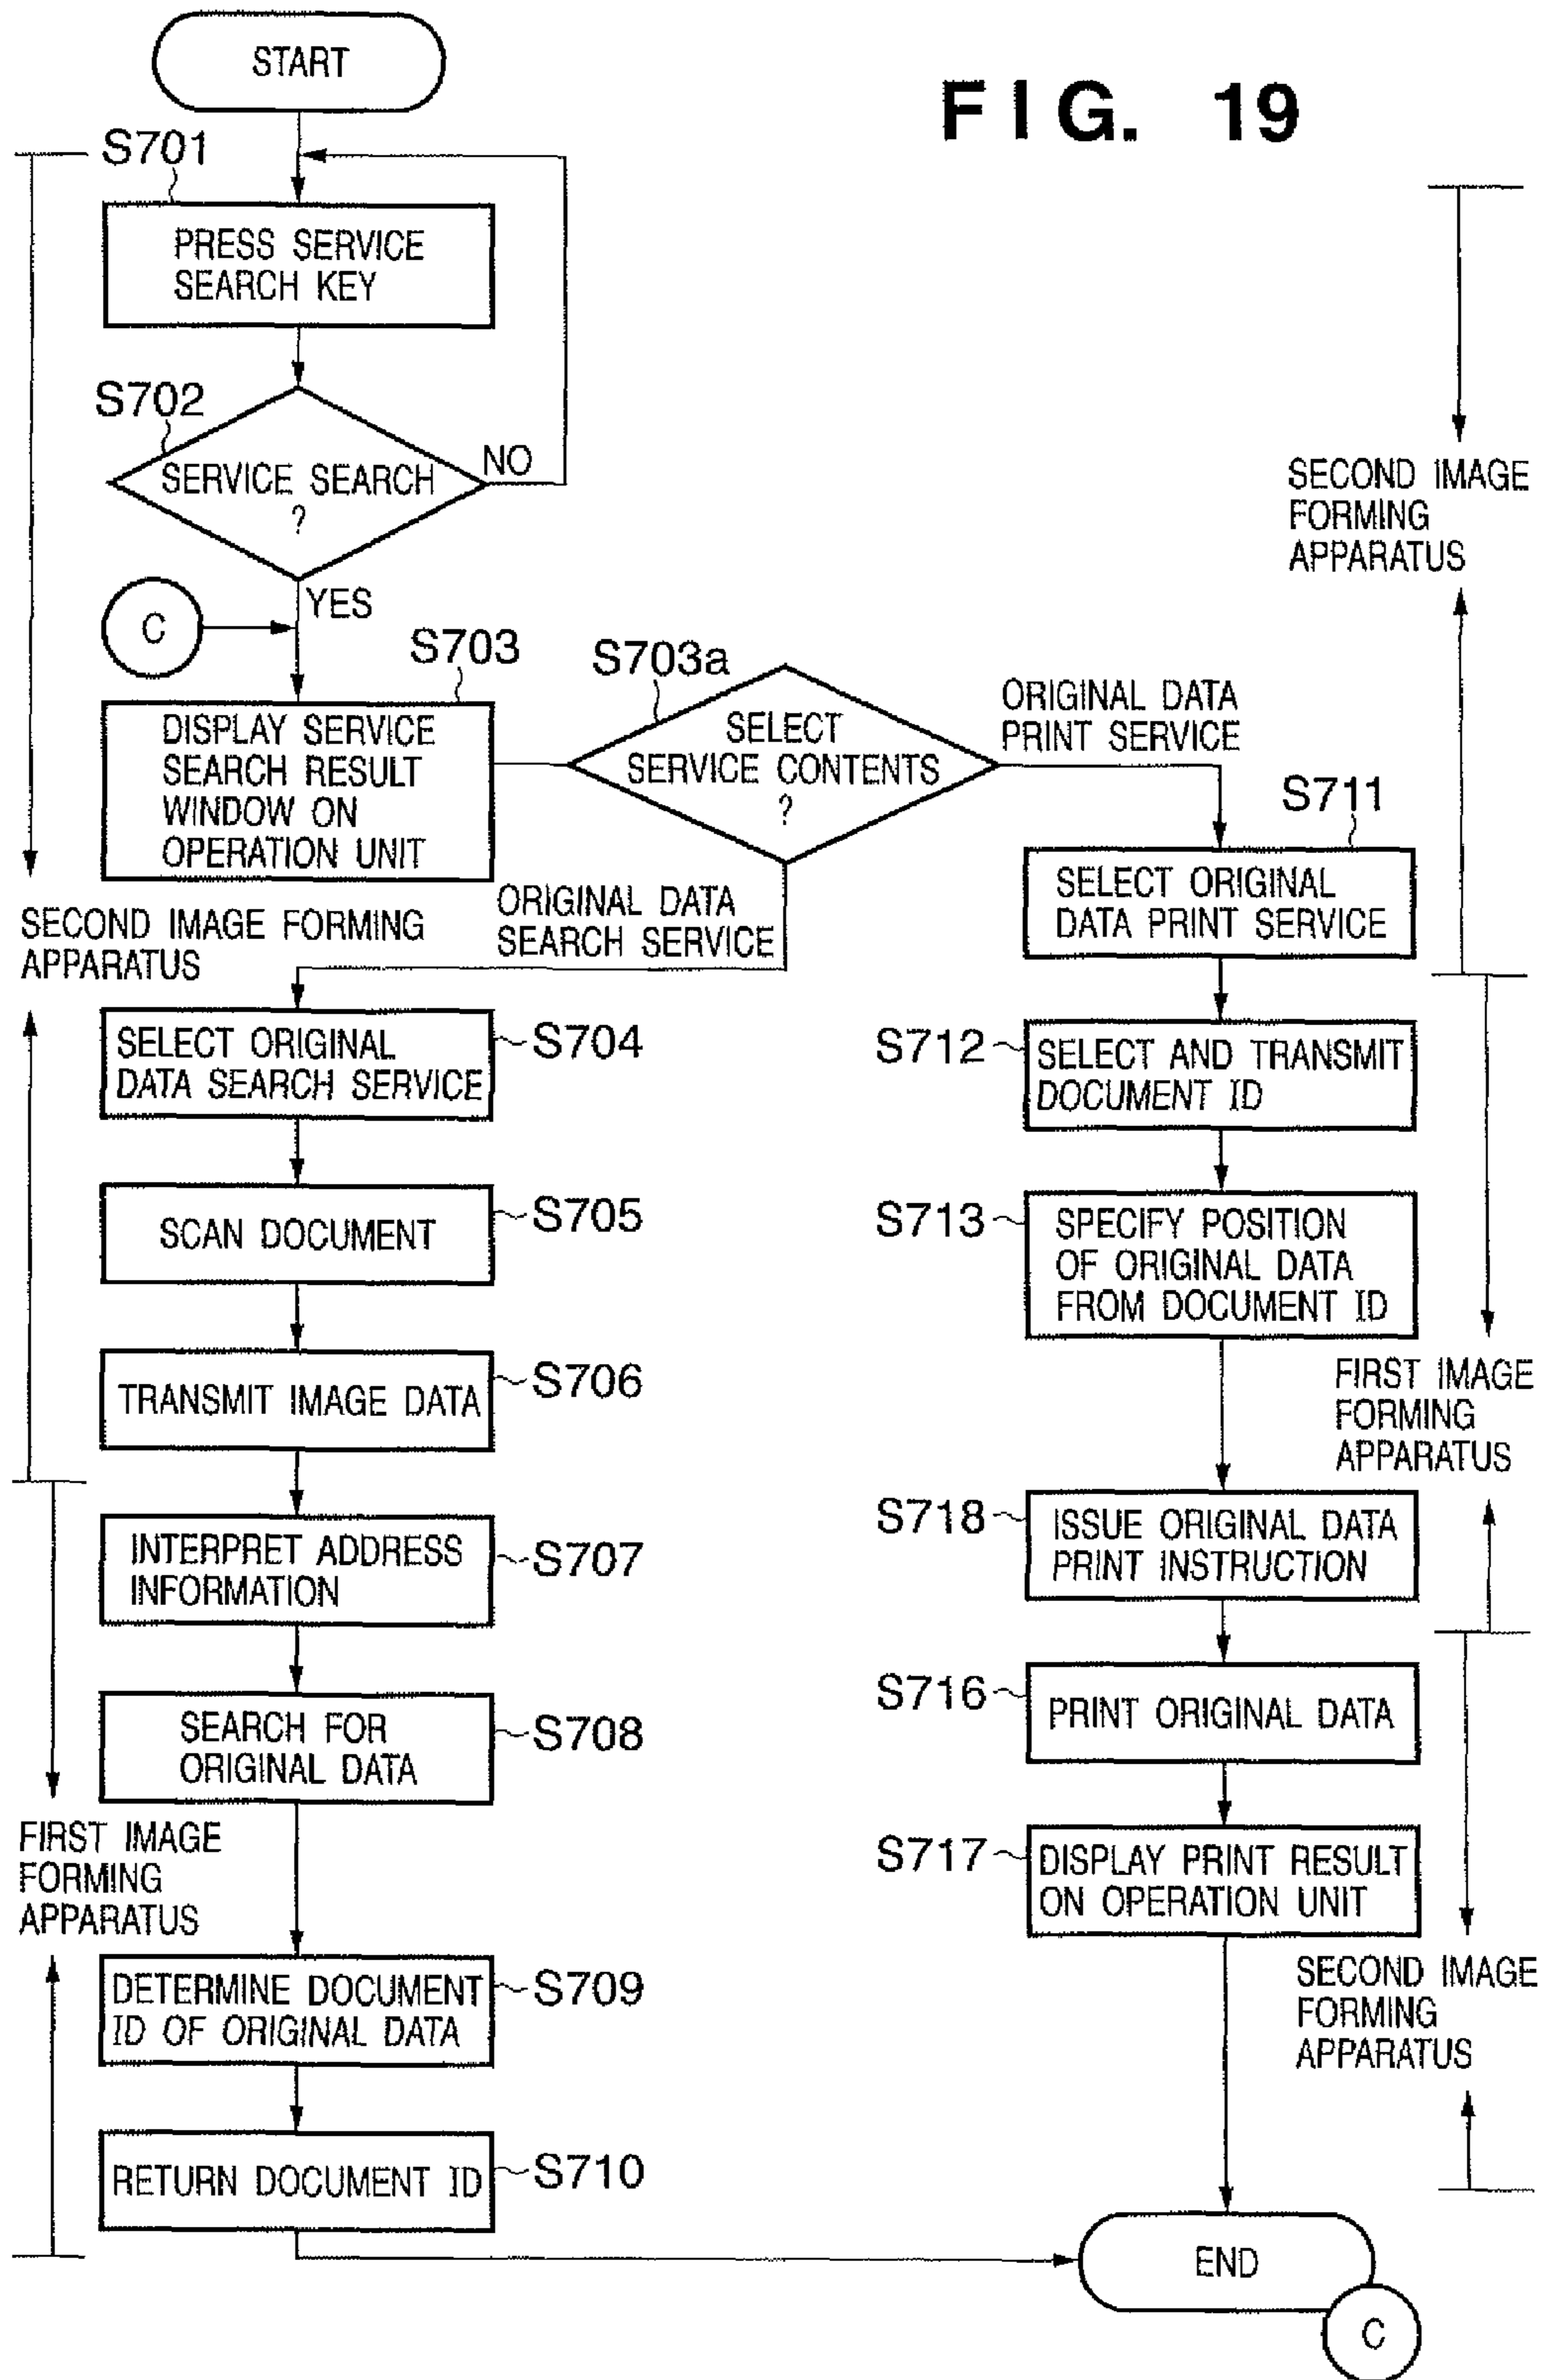 START
FIG. 19
S701
PRESS SERVICE
SEARCH KEY
S702
SERVICE SEARCH
?
NO
YES
C
S703
DISPLAY SERVICE
SEARCH RESULT
WINDOW ON
OPERATION UNIT
S703a
SELECT
SERVICE CONTENTS
?
ORIGINAL DATA
PRINT SERVICE
ORIGINAL DATA
SEARCH SERVICE
SECOND IMAGE FORMING
APPARATUS
S704
SELECT ORIGINAL
DATA SEARCH SERVICE
S705
SCAN DOCUMENT
S706
TRANSMIT IMAGE DATA
S707
INTERPRET ADDRESS
INFORMATION
S708
SEARCH FOR
ORIGINAL DATA
FIRST IMAGE
FORMING
APPARATUS
S709
DETERMINE DOCUMENT
ID OF ORIGINAL DATA
S710
RETURN DOCUMENT ID
SECOND IMAGE
FORMING
APPARATUS
S711
SELECT ORIGINAL
DATA PRINT SERVICE
S712
SELECT AND TRANSMIT
DOCUMENT ID
S713
SPECIFY POSITION
OF ORIGINAL DATA
FROM DOCUMENT ID
FIRST IMAGE
FORMING
APPARATUS
S718
ISSUE ORIGINAL DATA
PRINT INSTRUCTION
S716
PRINT ORIGINAL DATA
S717
DISPLAY PRINT RESULT
ON OPERATION UNIT
SECOND IMAGE
FORMING
APPARATUS
END
C